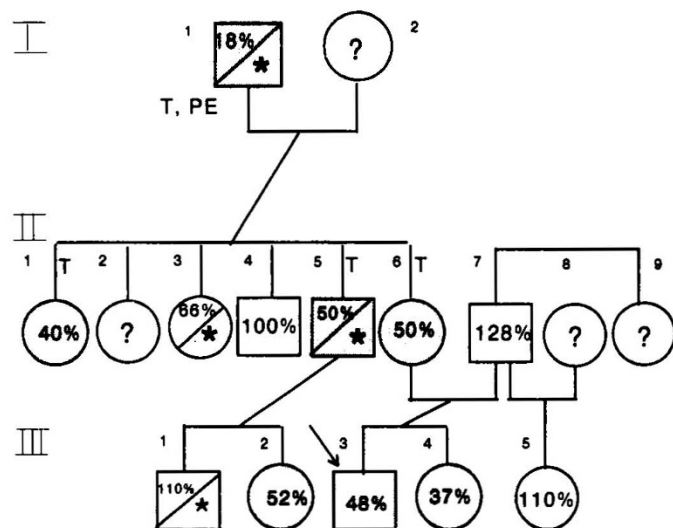 I
1 18% * ? 2
T, PE
II
1 T 2 3 4 5 T 6 T 7 8 9
40% ? 66% * 100% 50% * 50% 128% ? ?
III
1 2 3 4 5
110% * 52% 48% 37% 110%